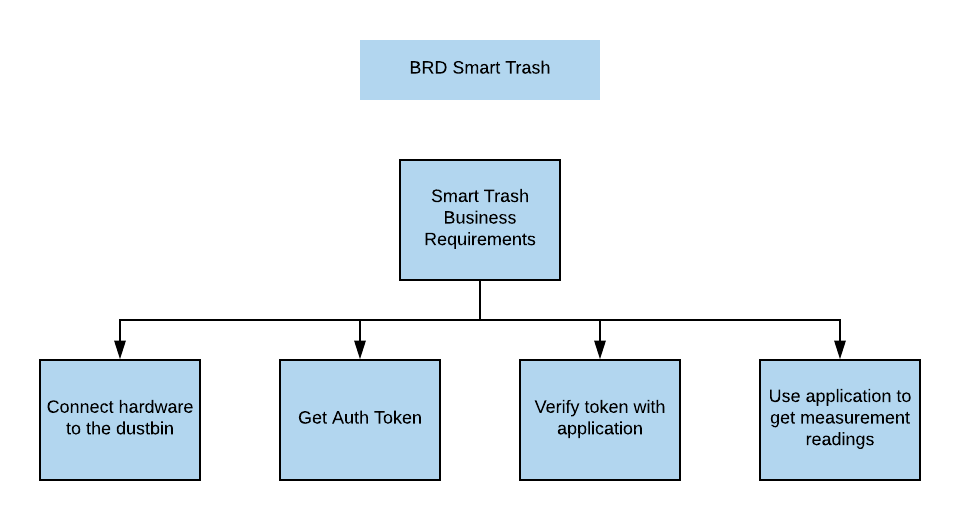 BRD Smart Trash
Smart Trash
Business
Requirements
Connect hardware
to the dustbin
Get Auth Token
Verify token with
application
Use application to
get measurement
readings